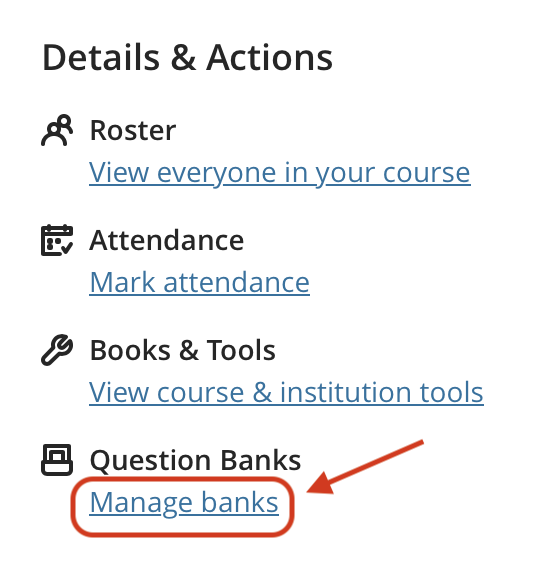 Details & Actions
Roster
View everyone in your course
Attendance
Mark attendance
Books & Tools
View course & institution tools
Question Banks
Manage banks